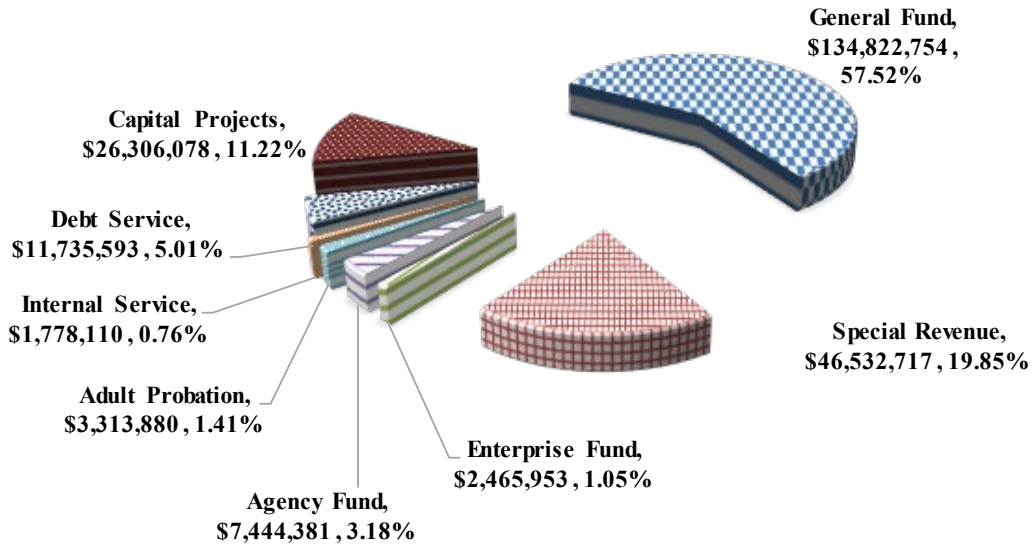 General Fund,
$134,822,754 ,
57.52%
Capital Projects,
$26,306,078 , 11.22%
Debt Service,
$11,735,593 , 5.01%
Internal Service,
$1,778,110 , 0.76%
Special Revenue,
$46,532,717 , 19.85%
Adult Probation,
$3,313,880 , 1.41%
Enterprise Fund,
$2,465,953 , 1.05%
Agency Fund,
$7,444,381 , 3.18%